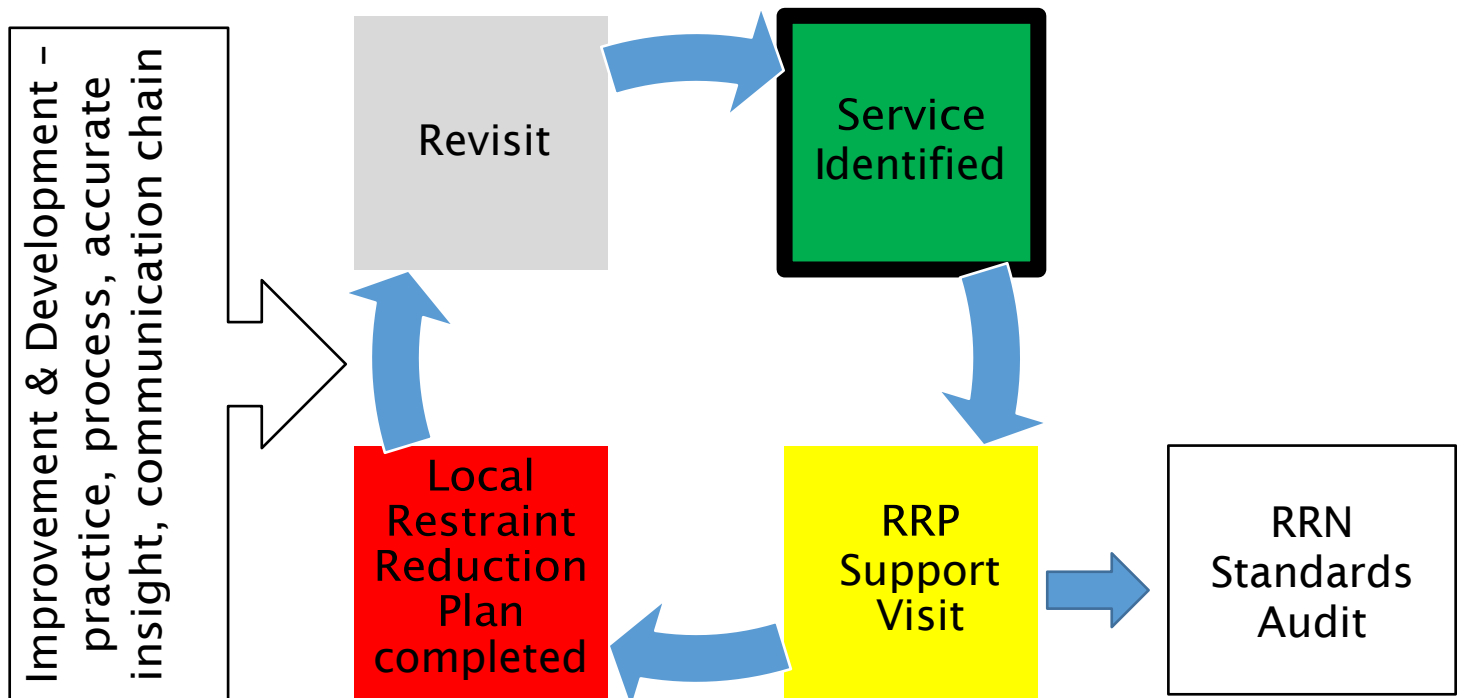 Improvement & Development –
practice, process, accurate
insight, communication chain
Revisit
Service
Identified
Local
Restraint
Reduction
Plan
completed
RRP
Support
Visit
RRN
Standards
Audit